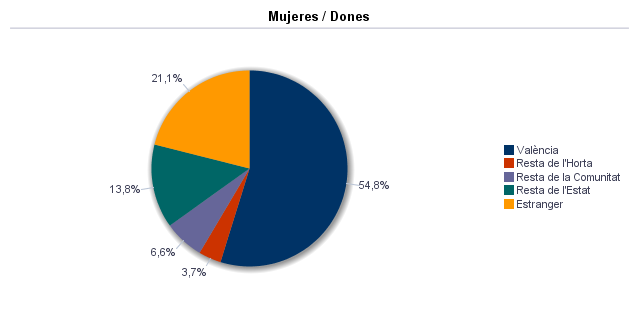 Mujeres / Dones
21,1%
54,8%
13,8%
6,6%
3,7%
València
Resta de l'Horta
Resta de la Comunitat
Resta de l'Estat
Estranger